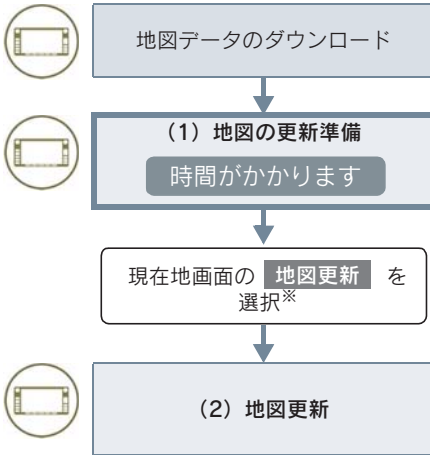 地図データのダウンロード
(1) 地図の更新準備
時間がかかります
現在地画面の 地図更新 を
選択※
(2) 地図更新